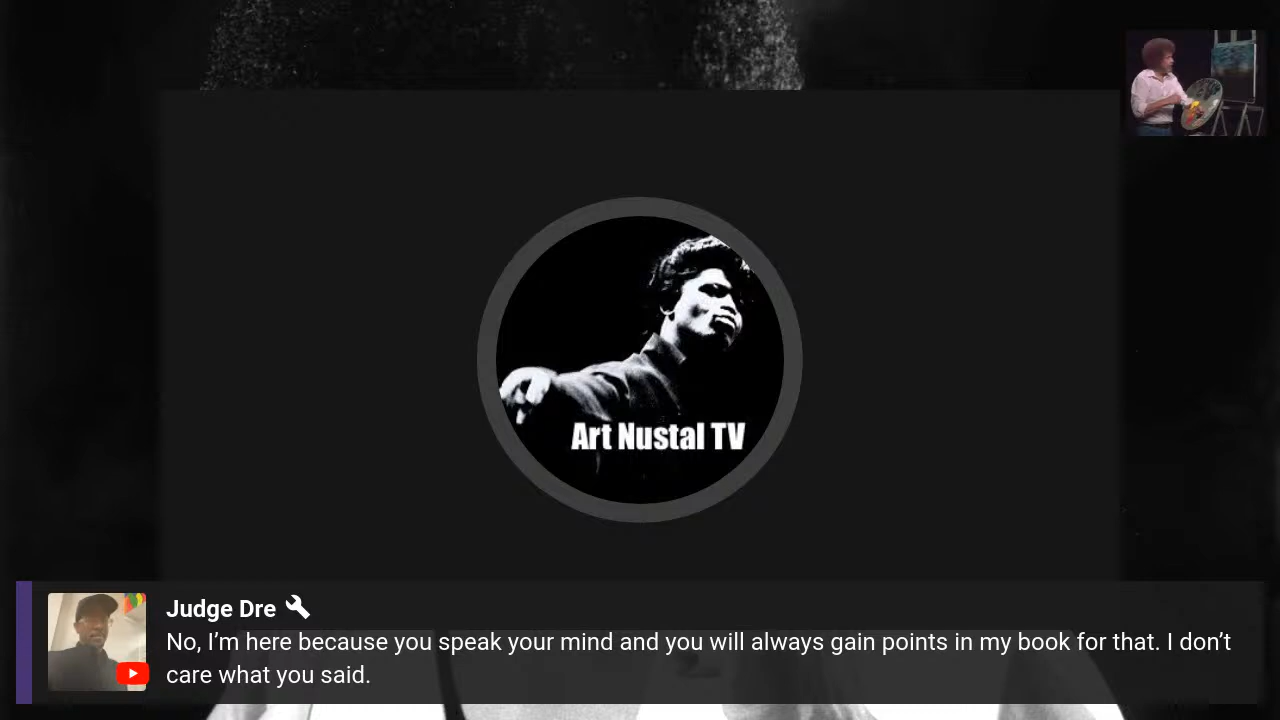 Art Nustal TV
Judge Dre
No, I’m here because you speak your mind and you will always gain points in my book for that. I don’t
care what you said.